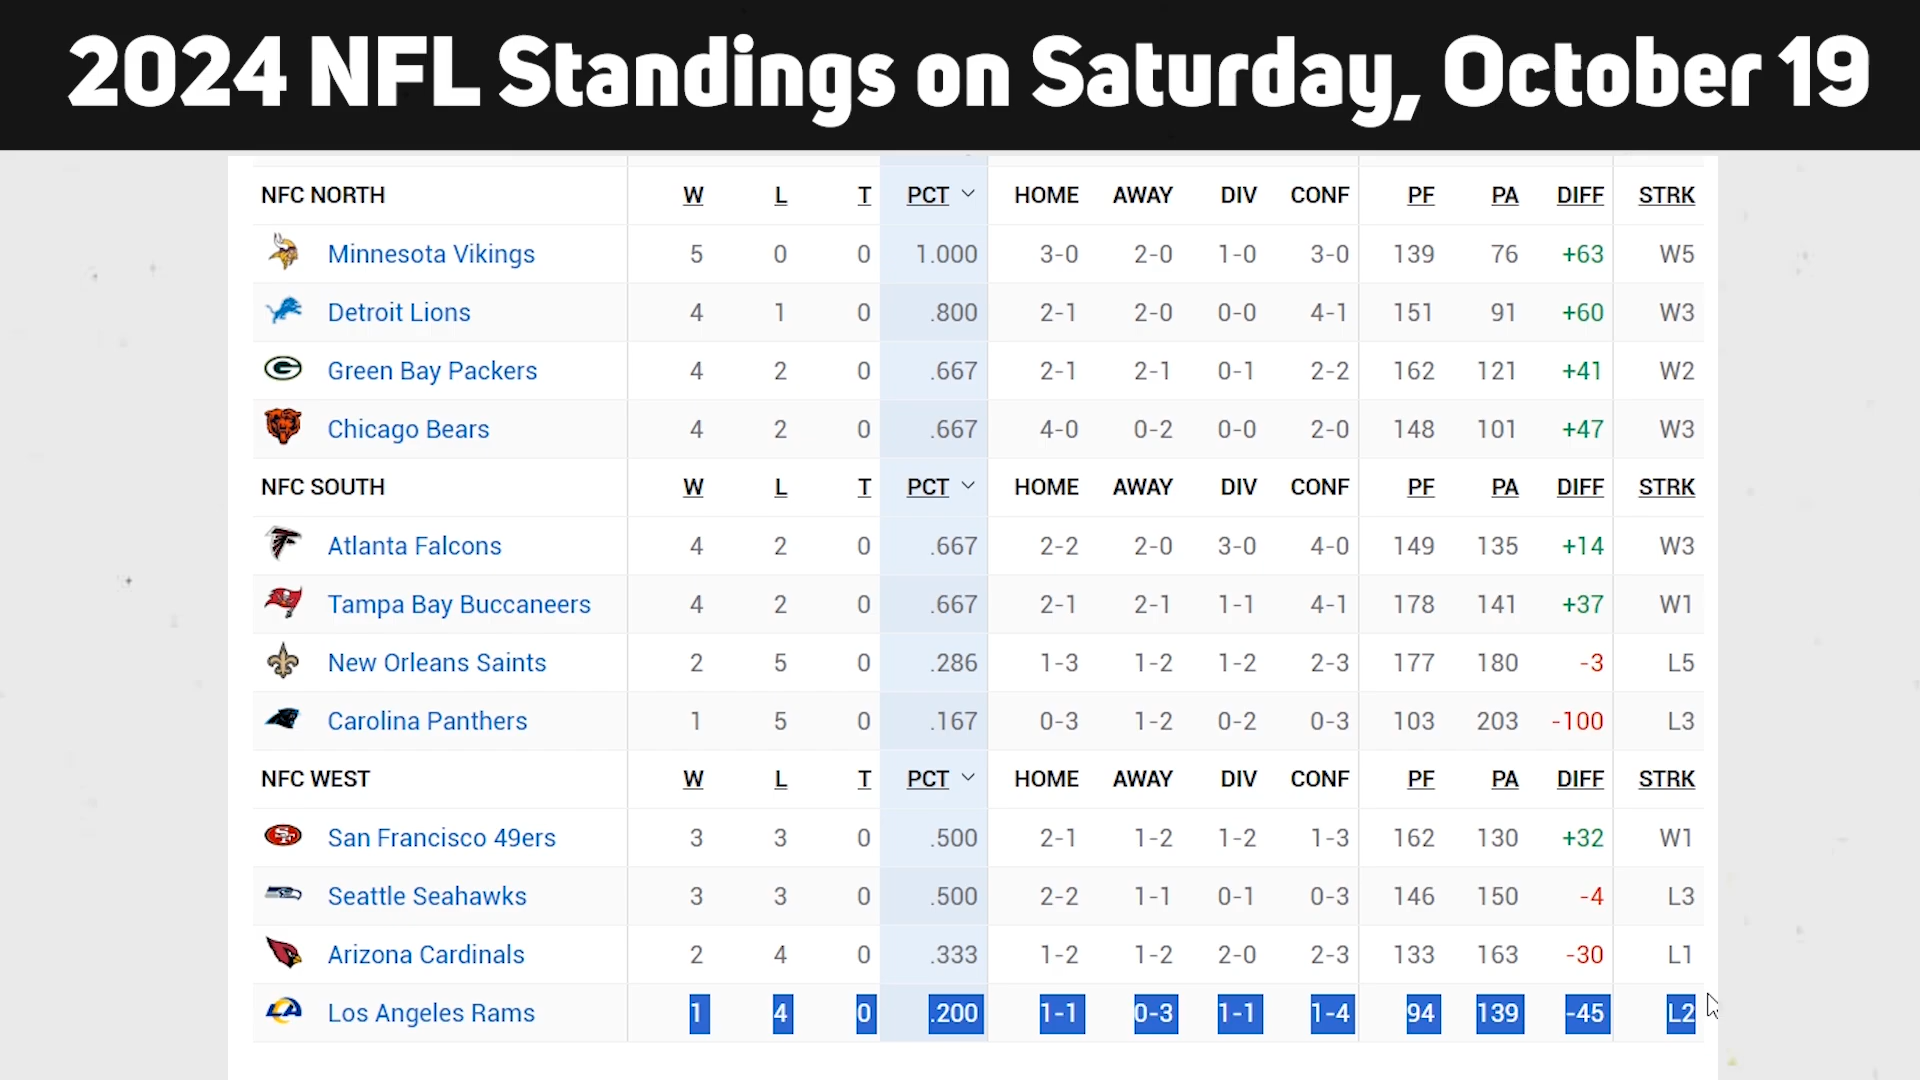 2024 NFL Standings on Saturday, October 19
NFC NORTH W L T PCT HOME AWAY DIV CONF PF PA DIFF STRK
Minnesota Vikings 5 0 0 1.000 3-0 2-0 1-0 3-0 139 76 +63 W5
Detroit Lions 4 1 0 .800 2-1 2-0 0-0 4-1 151 91 +60 W3
Green Bay Packers 4 2 0 .667 2-1 2-1 0-1 2-2 162 121 +41 W2
Chicago Bears 4 2 0 .667 4-0 0-2 0-0 2-0 148 101 +47 W3
NFC SOUTH W L T PCT HOME AWAY DIV CONF PF PA DIFF STRK
Atlanta Falcons 4 2 0 .667 2-2 2-0 3-0 4-0 149 135 +14 W3
Tampa Bay Buccaneers 4 2 0 .667 2-1 2-1 1-1 4-1 178 141 +37 W1
New Orleans Saints 2 5 0 .286 1-3 1-2 1-2 2-3 177 180 -3 L5
Carolina Panthers 1 5 0 .167 0-3 1-2 0-2 0-3 103 203 -100 L3
NFC WEST W L T PCT HOME AWAY DIV CONF PF PA DIFF STRK
San Francisco 49ers 3 3 0 .500 2-1 1-2 1-2 1-3 162 130 +32 W1
Seattle Seahawks 3 3 0 .500 2-2 1-1 0-1 0-3 146 150 -4 L3
Arizona Cardinals 2 4 0 .333 1-2 1-2 2-0 2-3 133 163 -30 L1
Los Angeles Rams 1 4 0 .200 1-1 0-3 1-1 1-4 94 139 -45 L2